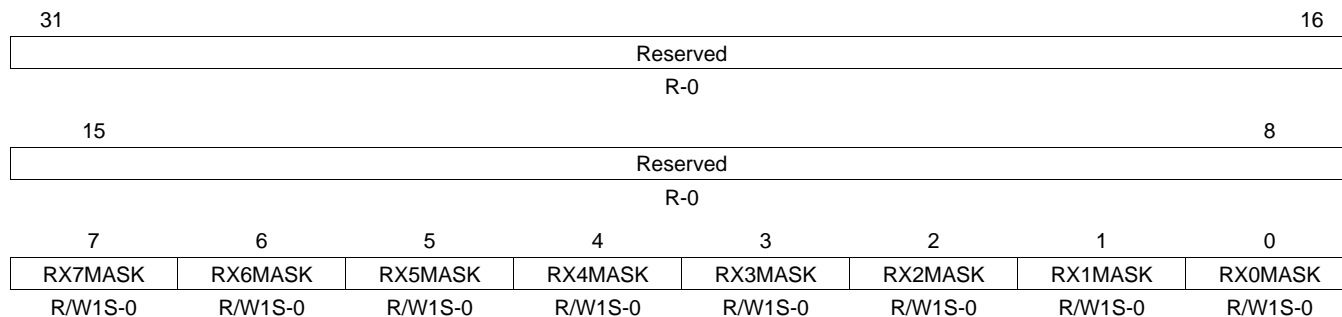 31 16
Reserved
R-0
15 8
Reserved
R-0
7 6 5 4 3 2 1 0
RX7MASK RX6MASK RX5MASK RX4MASK RX3MASK RX2MASK RX1MASK RX0MASK
R/W1S-0 R/W1S-0 R/W1S-0 R/W1S-0 R/W1S-0 R/W1S-0 R/W1S-0 R/W1S-0